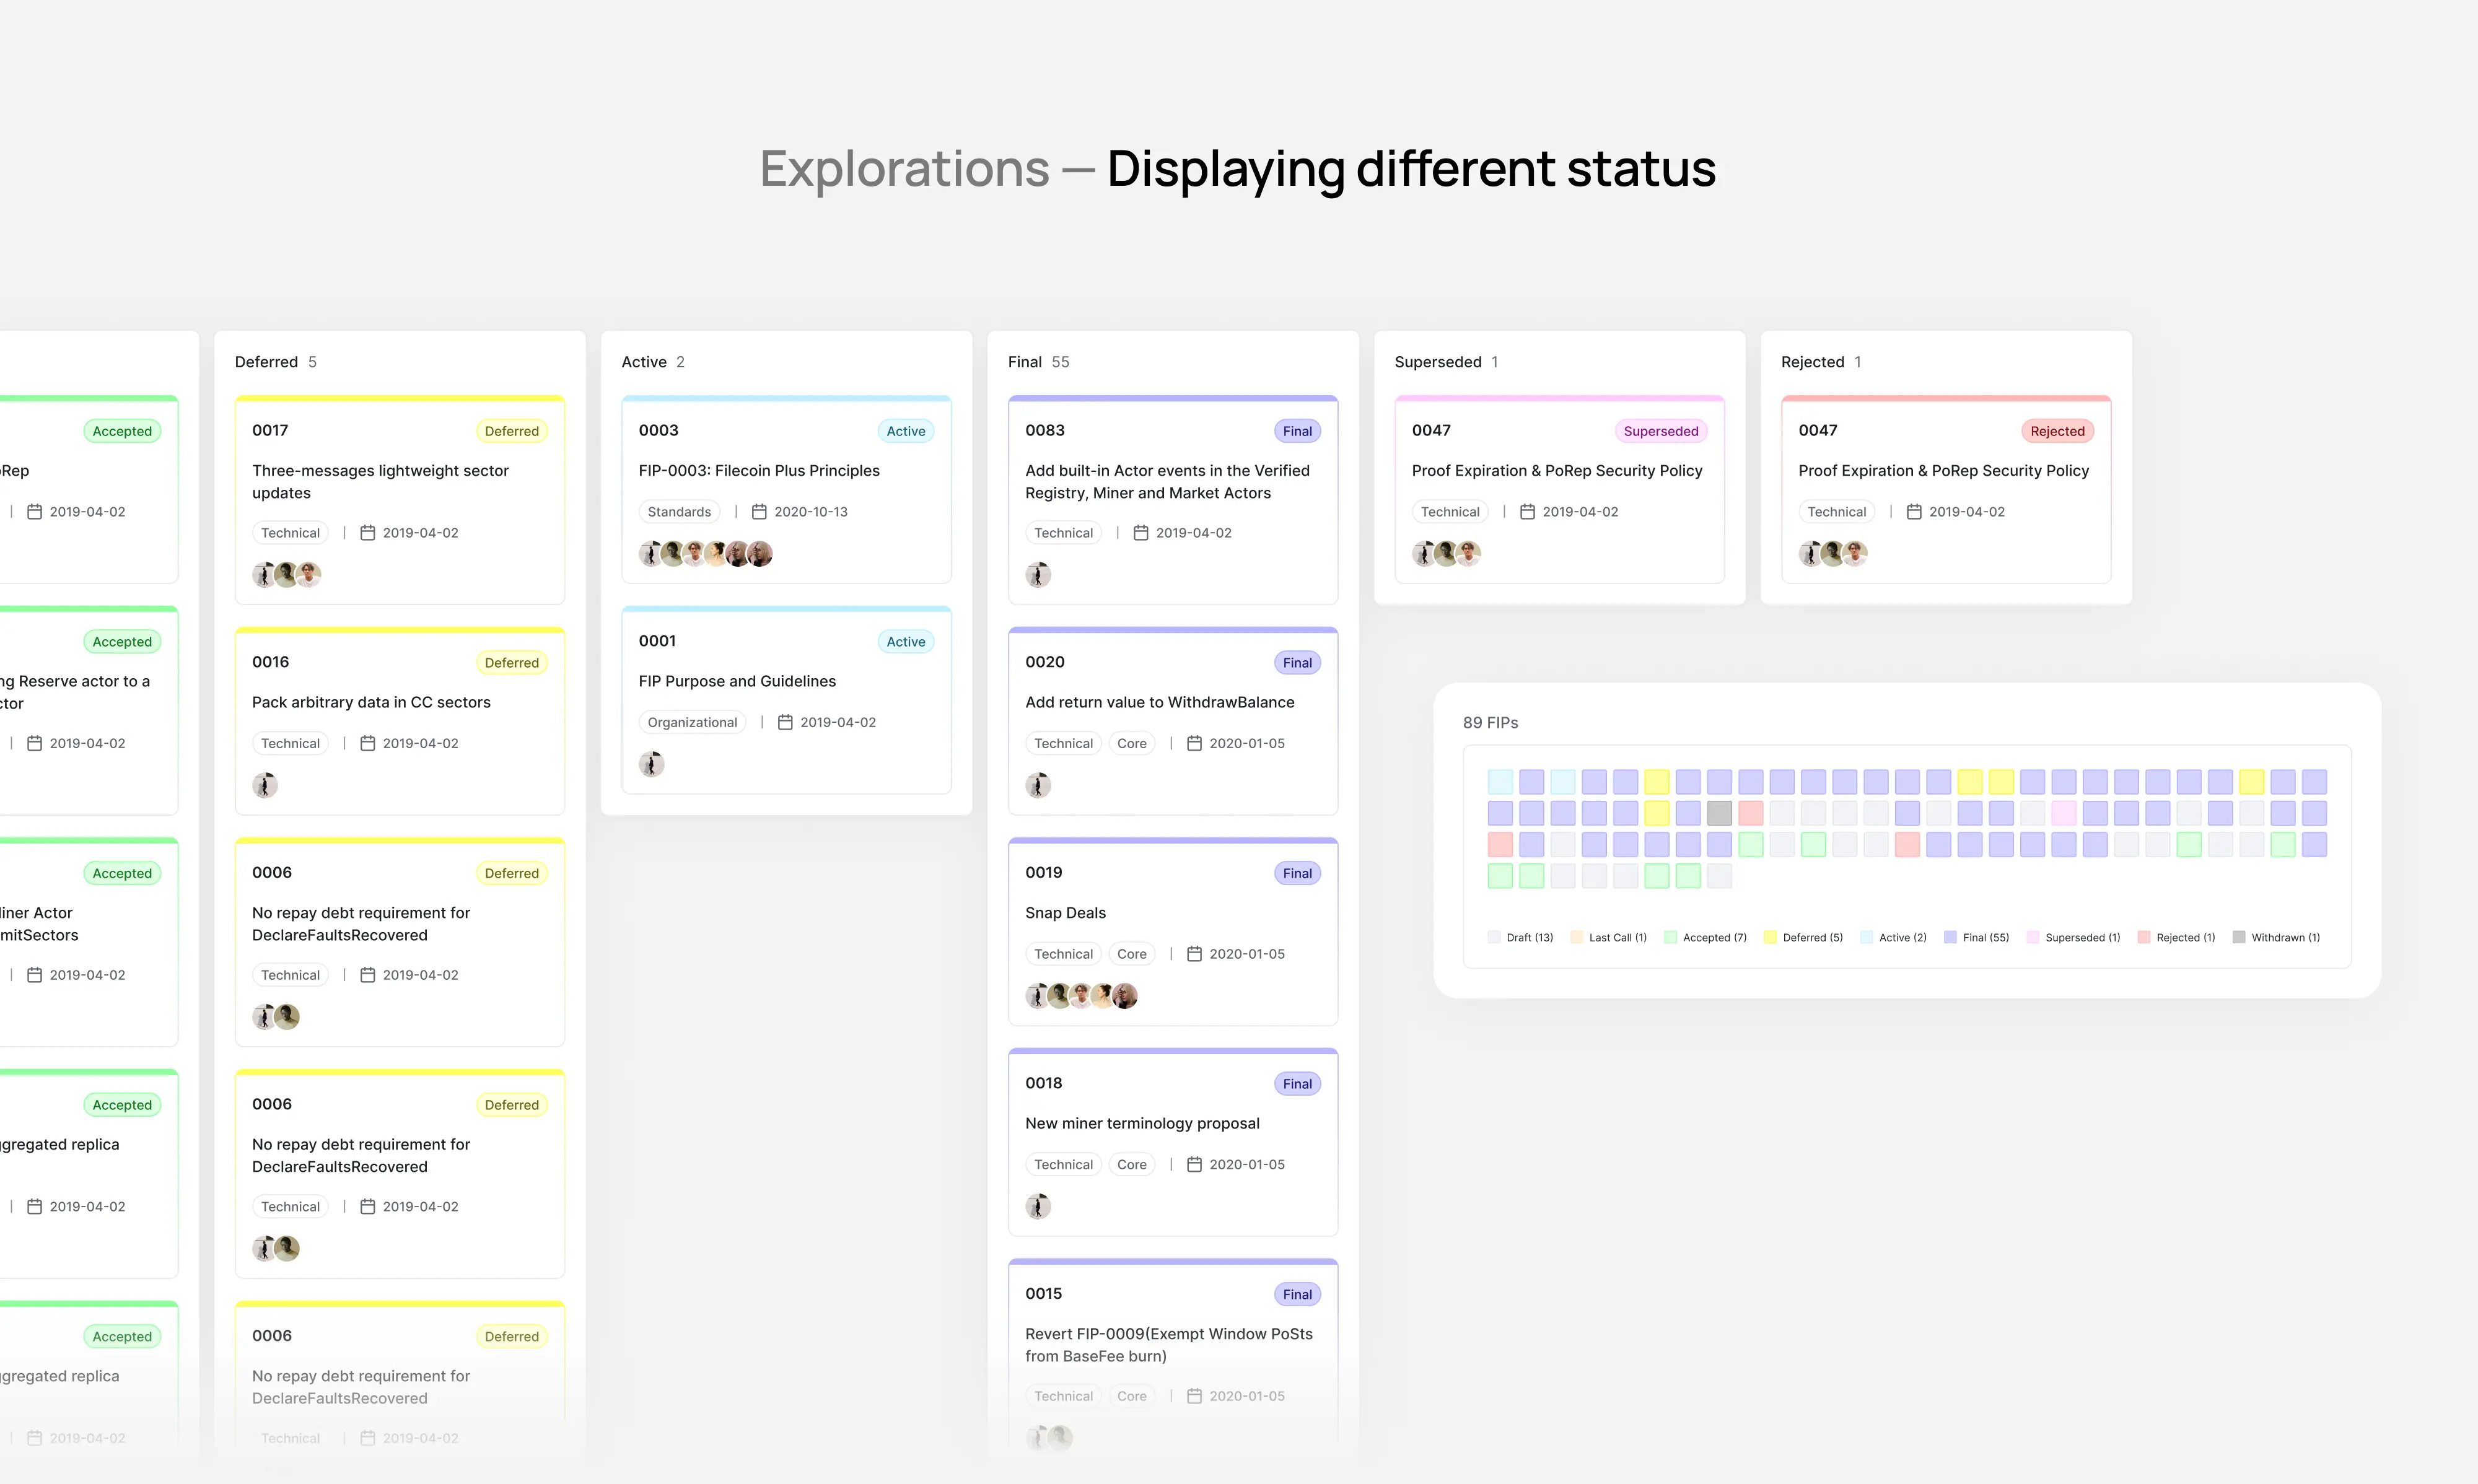 Explorations — Displaying different status
Accepted
Rep
| 2019-04-02
Accepted
ng Reserve actor to a
ctor
| 2019-04-02
Accepted
liner Actor
mitSectors
| 2019-04-02
Accepted
ggregated replica
| 2019-04-02
Accepted
ggregated replica
| 2019-04-02
Deferred 5
0017 Deferred
Three-messages lightweight sector
updates
Technical | 2019-04-02
0016 Deferred
Pack arbitrary data in CC sectors
Technical | 2019-04-02
0006 Deferred
No repay debt requirement for
DeclareFaultsRecovered
Technical | 2019-04-02
0006 Deferred
No repay debt requirement for
DeclareFaultsRecovered
Technical | 2019-04-02
0006 Deferred
No repay debt requirement for
DeclareFaultsRecovered
Technical | 2019-04-02
Active 2
0003 Active
FIP-0003: Filecoin Plus Principles
Standards | 2020-10-13
0001 Active
FIP Purpose and Guidelines
Organizational | 2019-04-02
Final 55
0083 Final
Add built-in Actor events in the Verified
Registry, Miner and Market Actors
Technical | 2019-04-02
0020 Final
Add return value to WithdrawBalance
Technical Core | 2020-01-05
0019 Final
Snap Deals
Technical Core | 2020-01-05
0018 Final
New miner terminology proposal
Technical Core | 2020-01-05
0015 Final
Revert FIP-0009(Exempt Window PoSts
from BaseFee burn)
Technical Core | 2020-01-05
Superseded 1
0047 Superseded
Proof Expiration & PoRep Security Policy
Technical | 2019-04-02
Rejected 1
0047 Rejected
Proof Expiration & PoRep Security Policy
Technical | 2019-04-02
89 FIPs
Draft (13) Last Call (1) Accepted (7) Deferred (5) Active (2) Final (55) Superseded (1) Rejected (1) Withdrawn (1)